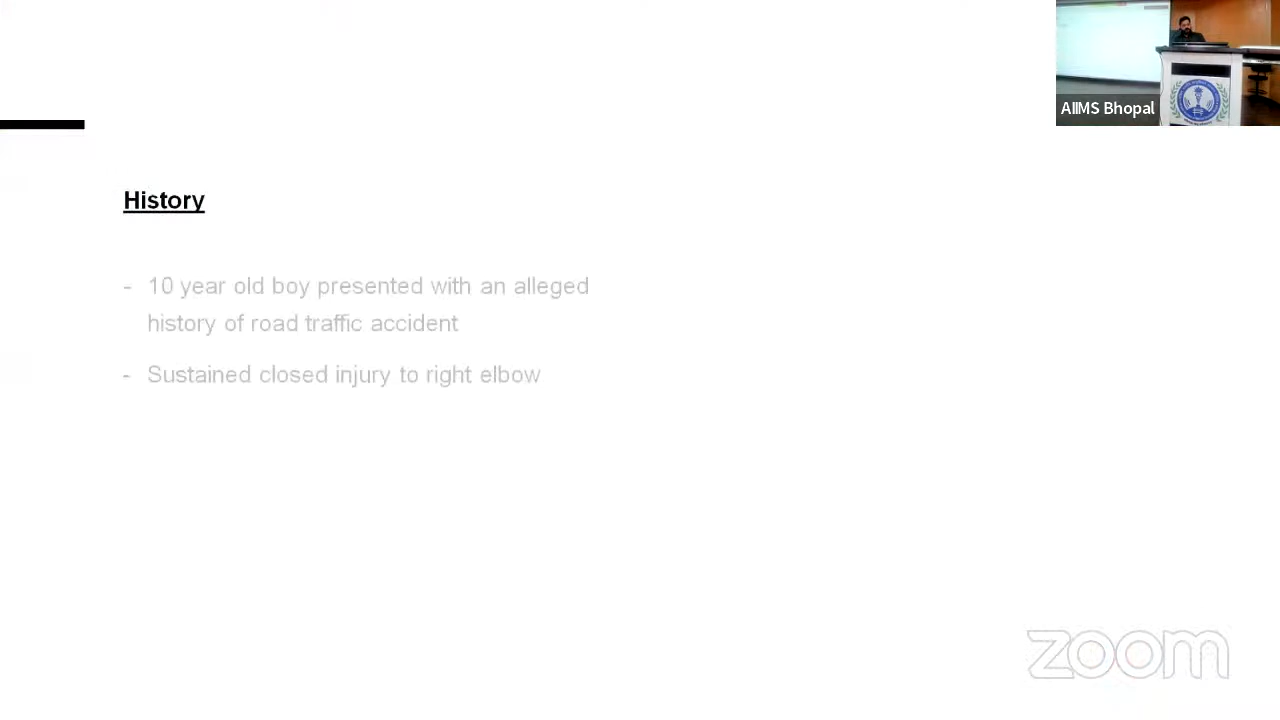 AIIMS Bhopal
History
- 10 year old boy presented with an alleged
history of road traffic accident
- Sustained closed injury to right elbow
zoom